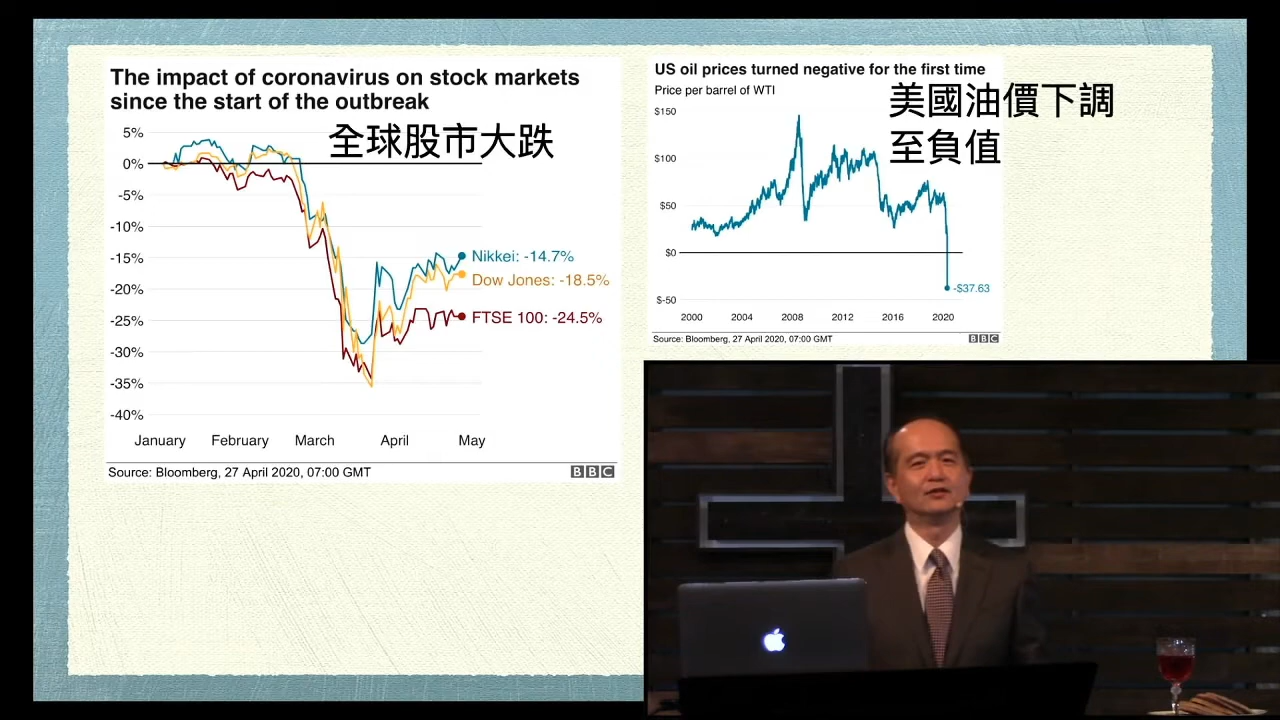 The impact of coronavirus on stock markets
since the start of the outbreak
全球股市大跌
5%
0%
-5%
-10%
-15%
-20%
-25%
-30%
-35%
-40%
Nikkei: -14.7%
Dow Jones: -18.5%
FTSE 100: -24.5%
January February March April May
Source: Bloomberg, 27 April 2020, 07:00 GMT
BBC
US oil prices turned negative for the first time
Price per barrel of WTI
美國油價下調
至負值
$150
$100
$50
$0
$-50
-$37.63
2000 2004 2008 2012 2016 2020
Source: Bloomberg, 27 April 2020, 07:00 GMT
BBC